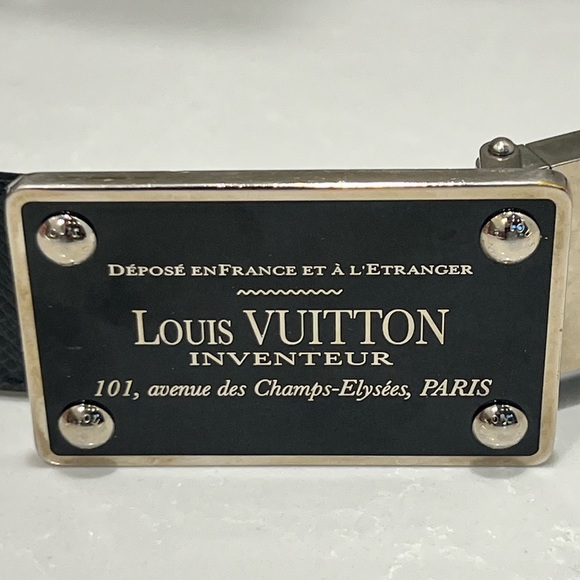 DÉPOSÉ ENFRANCE ET À L'ETRANGER
LOUIS VUITTON
INVENTEUR
101, avenue des Champs-Elysées, PARIS